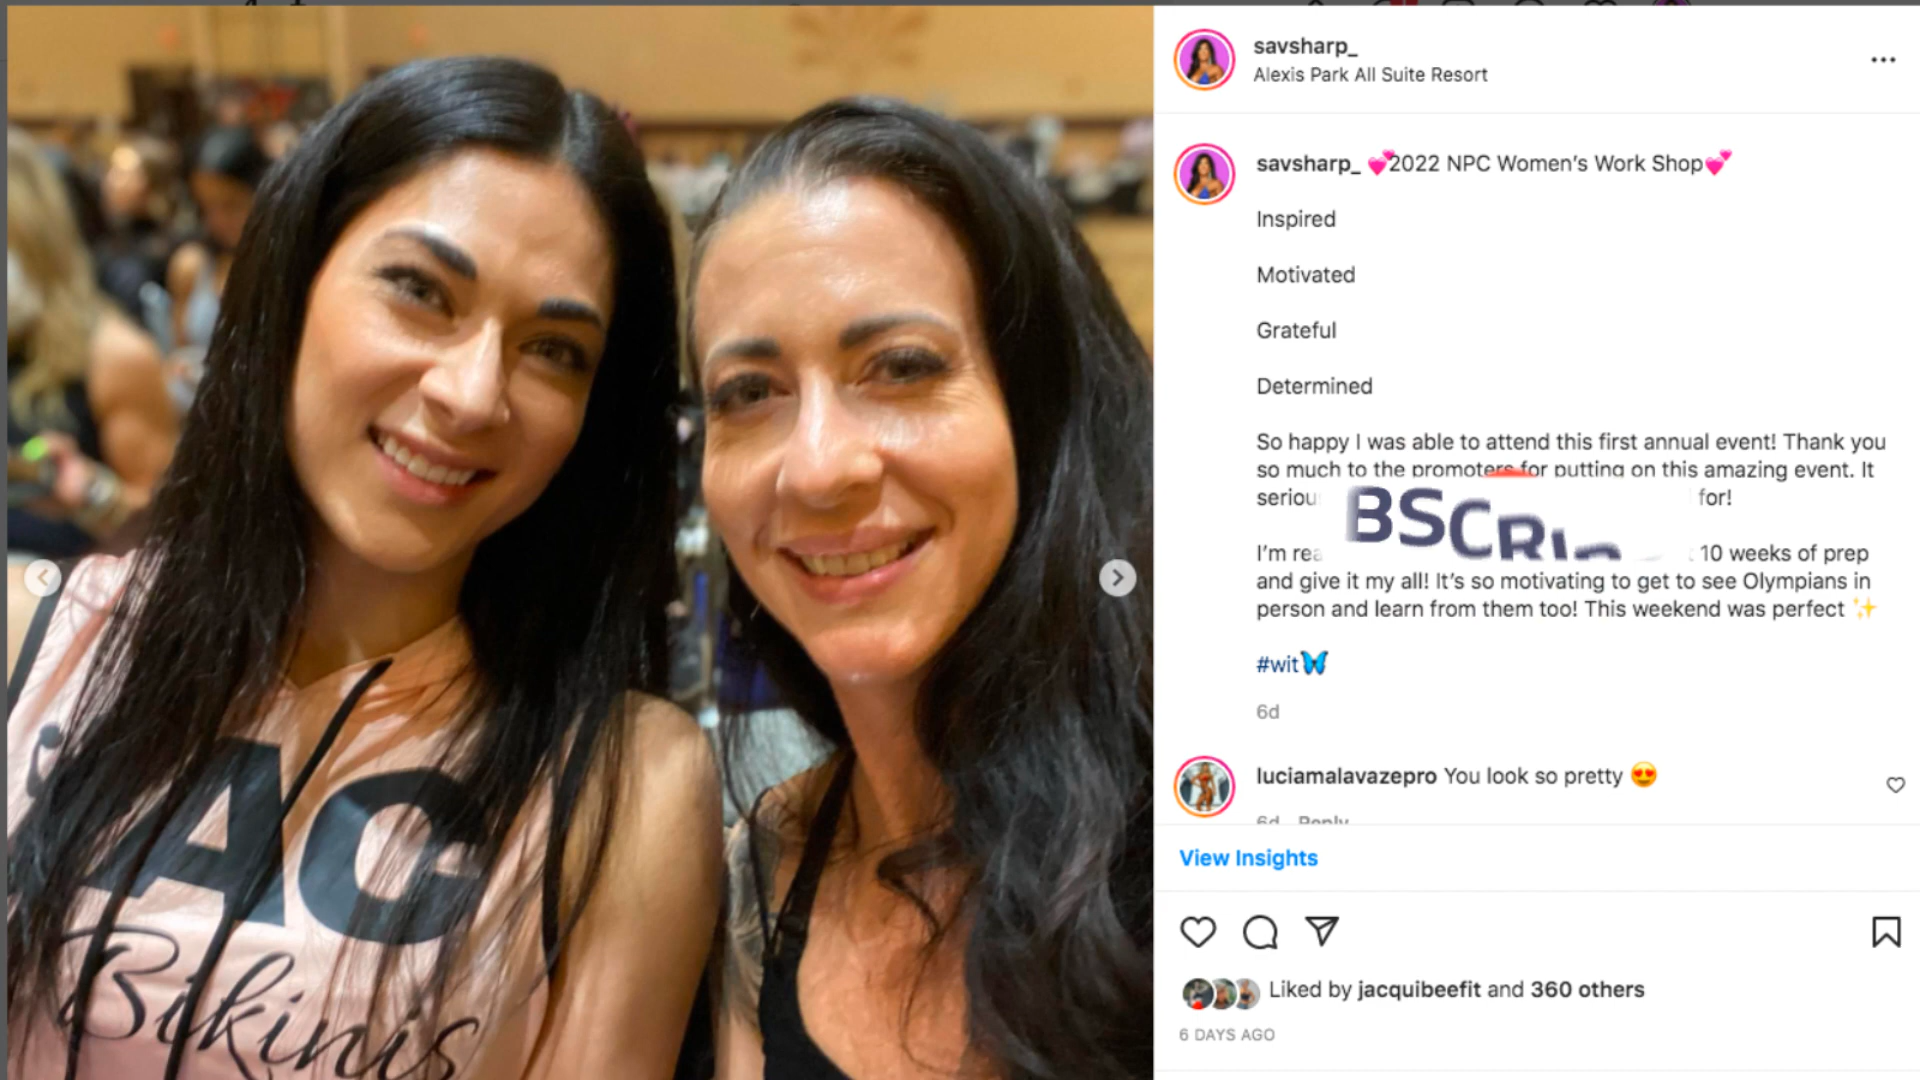 savsharp_
Alexis Park All Suite Resort
savsharp_ 💕2022 NPC Women's Work Shop💕
Inspired
Motivated
Grateful
Determined
So happy I was able to attend this first annual event! Thank you
so much to the promoters for putting on this amazing event. It
for!
BSCRI
I'm
10 weeks of prep
and give it my all! It's so motivating to get to see Olympians in
person and learn from them too! This weekend was perfect ✨
#wit🦋
6d
luciamalavazepro You look so pretty 😍
6d Reply
View Insights
Liked by jacquibeefit and 360 others
6 DAYS AGO
AC
Bikinis